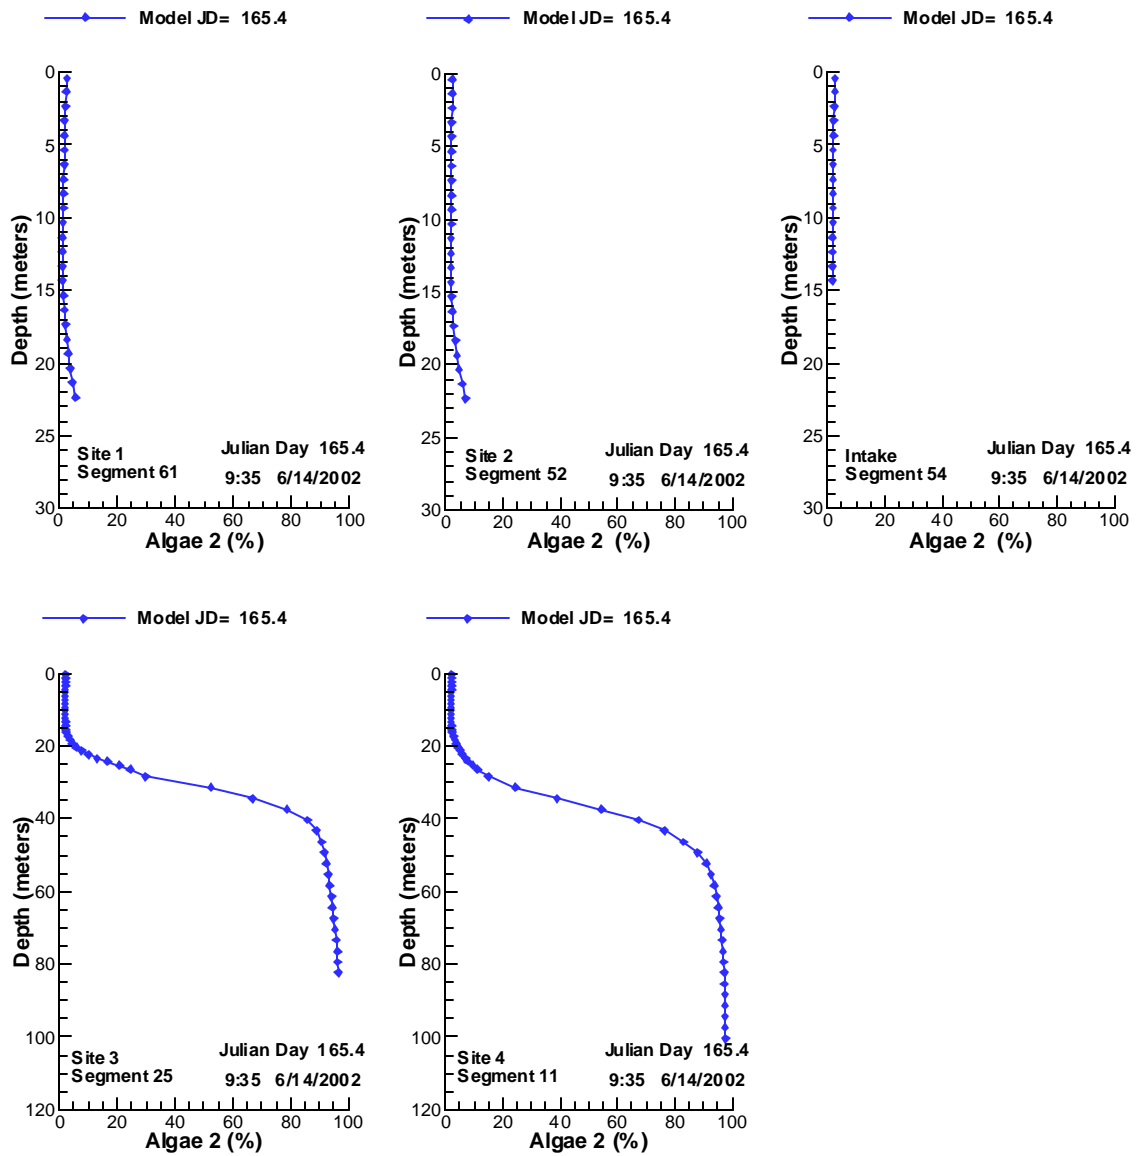 Model JD= 165.4
Model JD= 165.4
Model JD= 165.4
0
5
10
15
20
25
30
Depth (meters)
Site 1
Segment 61
Julian Day 165.4
9:35 6/14/2002
0 20 40 60 80 100
Algae 2 (%)
0
5
10
15
20
25
30
Depth (meters)
Site 2
Segment 52
Julian Day 165.4
9:35 6/14/2002
0 20 40 60 80 100
Algae 2 (%)
0
5
10
15
20
25
30
Depth (meters)
Intake
Segment 54
Julian Day 165.4
9:35 6/14/2002
0 20 40 60 80 100
Algae 2 (%)
Model JD= 165.4
Model JD= 165.4
0
20
40
60
80
100
120
Depth (meters)
Site 3
Segment 25
Julian Day 165.4
9:35 6/14/2002
0 20 40 60 80 100
Algae 2 (%)
0
20
40
60
80
100
120
Depth (meters)
Site 4
Segment 11
Julian Day 165.4
9:35 6/14/2002
0 20 40 60 80 100
Algae 2 (%)